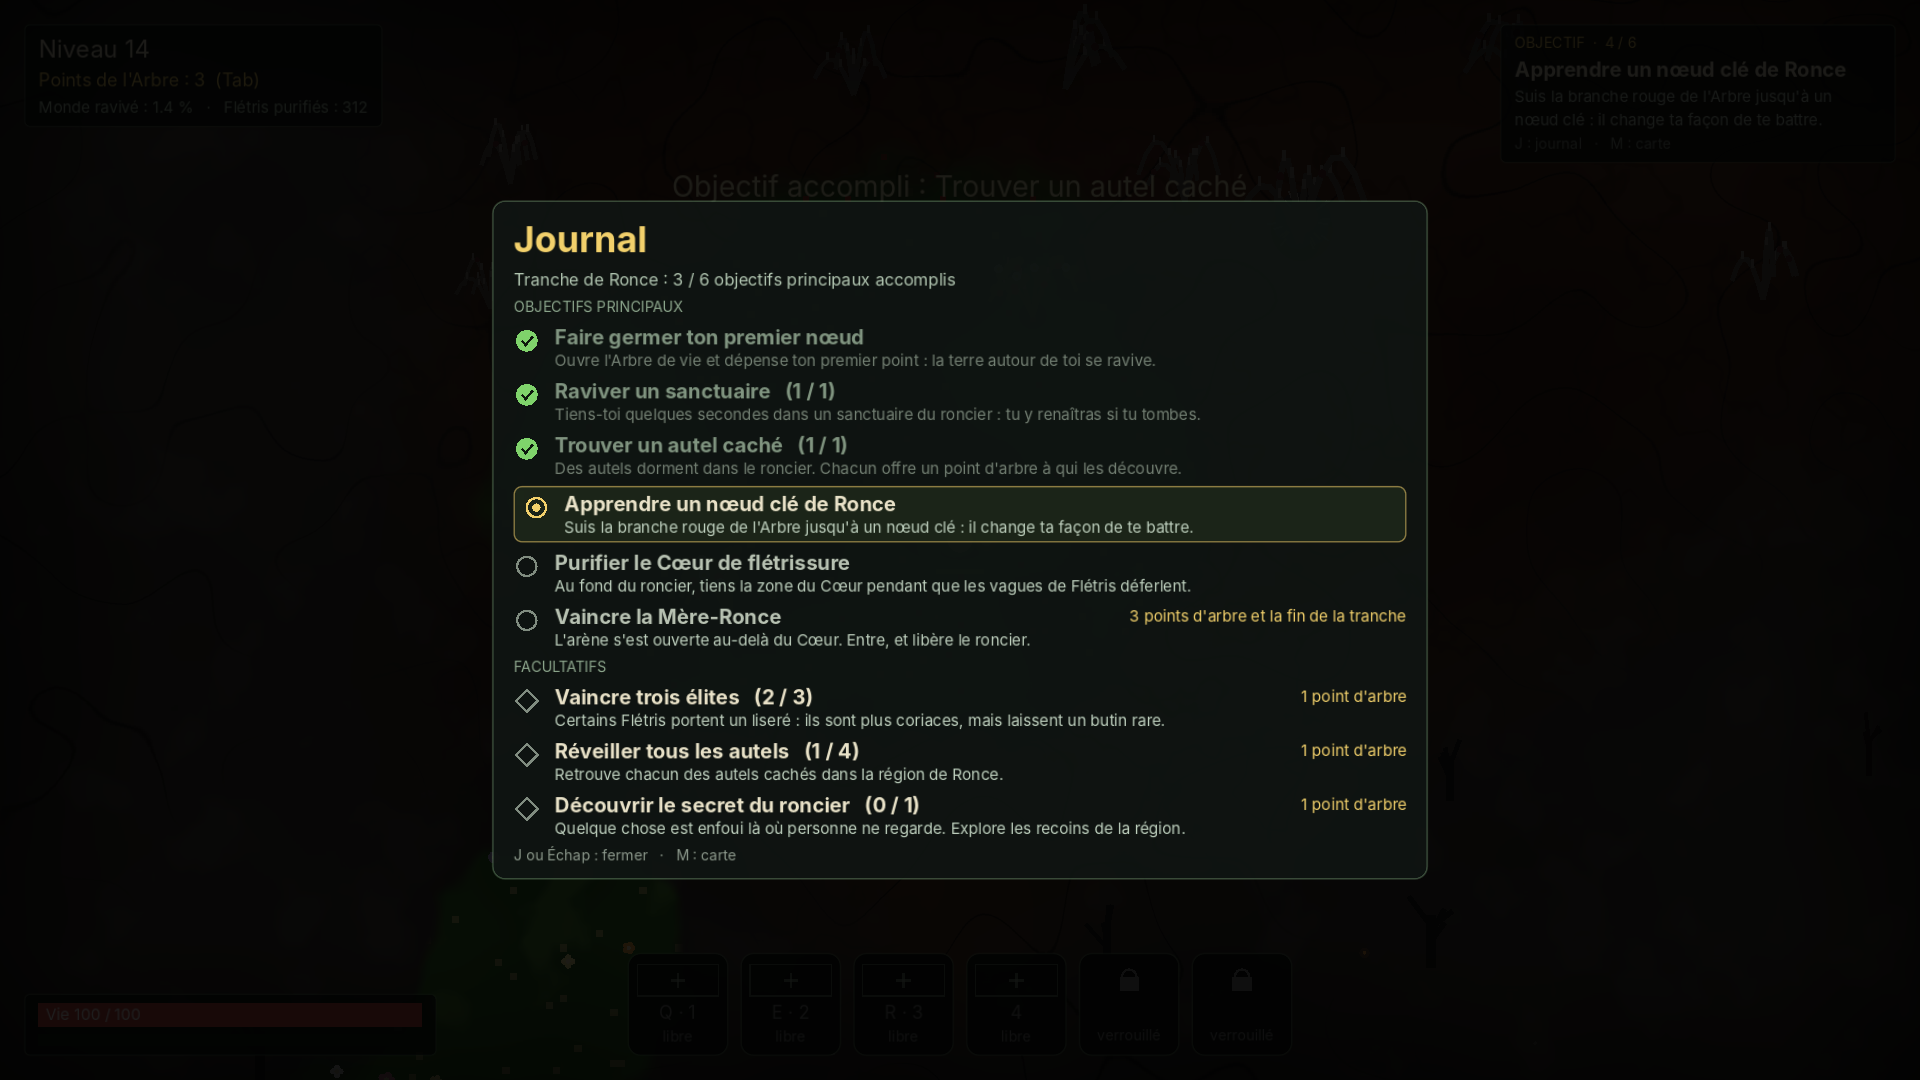 Niveau 14
Points de l'Arbre : 3 (Tab)
Monde ravivé : 1.4 % · Flétris purifiés : 312
OBJECTIF · 4 / 6
Apprendre un nœud clé de Ronce
Suis la branche rouge de l'Arbre jusqu'à un
nœud clé : il change ta façon de te battre.
J : journal · M : carte
Objectif accompli : Trouver un autel caché
Journal
Tranche de Ronce : 3 / 6 objectifs principaux accomplis
OBJECTIFS PRINCIPAUX
Faire germer ton premier nœud
Ouvre l'Arbre de vie et dépense ton premier point : la terre autour de toi se ravive.
Raviver un sanctuaire (1 / 1)
Tiens-toi quelques secondes dans un sanctuaire du roncier : tu y renaîtras si tu tombes.
Trouver un autel caché (1 / 1)
Des autels dorment dans le roncier. Chacun offre un point d'arbre à qui les découvre.
Apprendre un nœud clé de Ronce
Suis la branche rouge de l'Arbre jusqu'à un nœud clé : il change ta façon de te battre.
Purifier le Cœur de flétrissure
Au fond du roncier, tiens la zone du Cœur pendant que les vagues de Flétris déferlent.
Vaincre la Mère-Ronce 3 points d'arbre et la fin de la tranche
L'arène s'est ouverte au-delà du Cœur. Entre, et libère le roncier.
FACULTATIFS
Vaincre trois élites (2 / 3) 1 point d'arbre
Certains Flétris portent un liseré : ils sont plus coriaces, mais laissent un butin rare.
Réveiller tous les autels (1 / 4) 1 point d'arbre
Retrouve chacun des autels cachés dans la région de Ronce.
Découvrir le secret du roncier (0 / 1) 1 point d'arbre
Quelque chose est enfoui là où personne ne regarde. Explore les recoins de la région.
J ou Échap : fermer · M : carte
Vie 100 / 100
Q · 1 E · 2 R · 3 4
libre libre libre libre verrouillé verrouillé